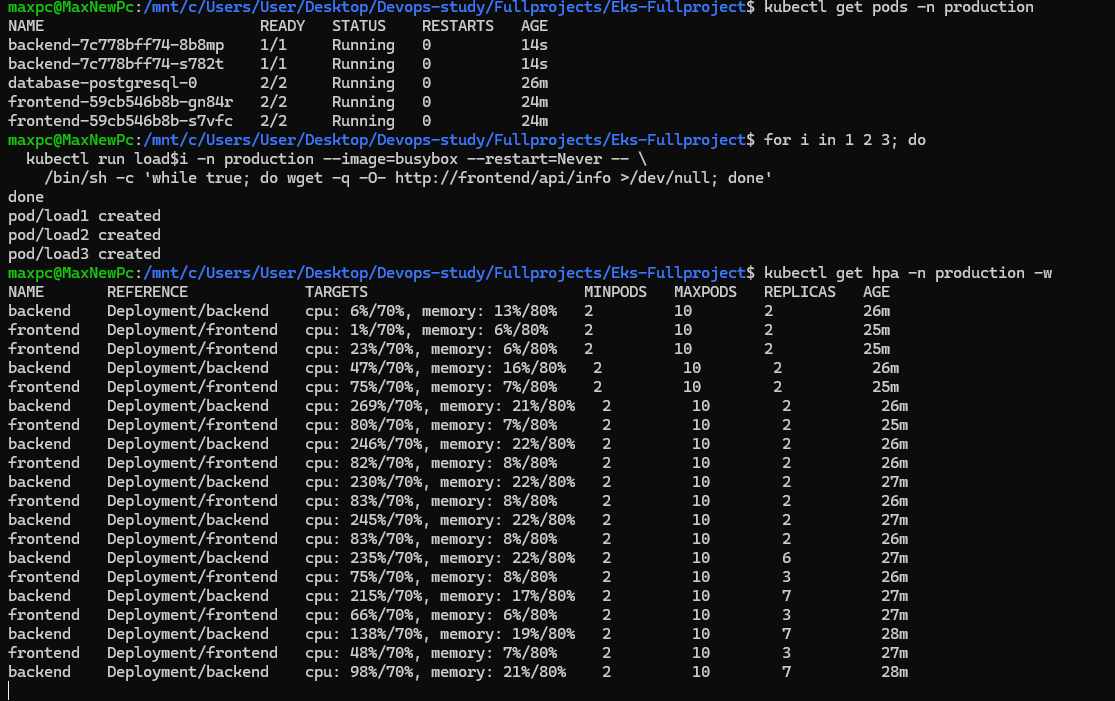 maxpc@MaxNewPc:/mnt/c/Users/User/Desktop/Devops-study/Fullprojects/Eks-Fullproject$ kubectl get pods -n production
NAME                        READY   STATUS    RESTARTS   AGE
backend-7c778bff74-8b8mp    1/1     Running   0          14s
backend-7c778bff74-s782t    1/1     Running   0          14s
database-postgresql-0       2/2     Running   0          26m
frontend-59cb546b8b-gn84r   2/2     Running   0          24m
frontend-59cb546b8b-s7vfc   2/2     Running   0          24m
maxpc@MaxNewPc:/mnt/c/Users/User/Desktop/Devops-study/Fullprojects/Eks-Fullproject$ for i in 1 2 3; do
  kubectl run load$i -n production --image=busybox --restart=Never -- \
    /bin/sh -c 'while true; do wget -q -O- http://frontend/api/info >/dev/null; done'
done
pod/load1 created
pod/load2 created
pod/load3 created
maxpc@MaxNewPc:/mnt/c/Users/User/Desktop/Devops-study/Fullprojects/Eks-Fullproject$ kubectl get hpa -n production -w
NAME       REFERENCE             TARGETS                        MINPODS   MAXPODS   REPLICAS   AGE
backend    Deployment/backend    cpu: 6%/70%, memory: 13%/80%   2         10        2          26m
frontend   Deployment/frontend   cpu: 1%/70%, memory: 6%/80%    2         10        2          25m
frontend   Deployment/frontend   cpu: 23%/70%, memory: 6%/80%   2         10        2          25m
backend    Deployment/backend    cpu: 47%/70%, memory: 16%/80%   2         10        2          26m
frontend   Deployment/frontend   cpu: 75%/70%, memory: 7%/80%    2         10        2          25m
backend    Deployment/backend    cpu: 269%/70%, memory: 21%/80%   2         10        2          26m
frontend   Deployment/frontend   cpu: 80%/70%, memory: 7%/80%     2         10        2          25m
backend    Deployment/backend    cpu: 246%/70%, memory: 22%/80%   2         10        2          26m
frontend   Deployment/frontend   cpu: 82%/70%, memory: 8%/80%     2         10        2          26m
backend    Deployment/backend    cpu: 230%/70%, memory: 22%/80%   2         10        2          27m
frontend   Deployment/frontend   cpu: 83%/70%, memory: 8%/80%     2         10        2          26m
backend    Deployment/backend    cpu: 245%/70%, memory: 22%/80%   2         10        2          27m
frontend   Deployment/frontend   cpu: 83%/70%, memory: 8%/80%     2         10        2          26m
backend    Deployment/backend    cpu: 235%/70%, memory: 22%/80%   2         10        6          27m
frontend   Deployment/frontend   cpu: 75%/70%, memory: 8%/80%     2         10        3          26m
backend    Deployment/backend    cpu: 215%/70%, memory: 17%/80%   2         10        7          27m
frontend   Deployment/frontend   cpu: 66%/70%, memory: 6%/80%     2         10        3          27m
backend    Deployment/backend    cpu: 138%/70%, memory: 19%/80%   2         10        7          28m
frontend   Deployment/frontend   cpu: 48%/70%, memory: 7%/80%     2         10        3          27m
backend    Deployment/backend    cpu: 98%/70%, memory: 21%/80%    2         10        7          28m